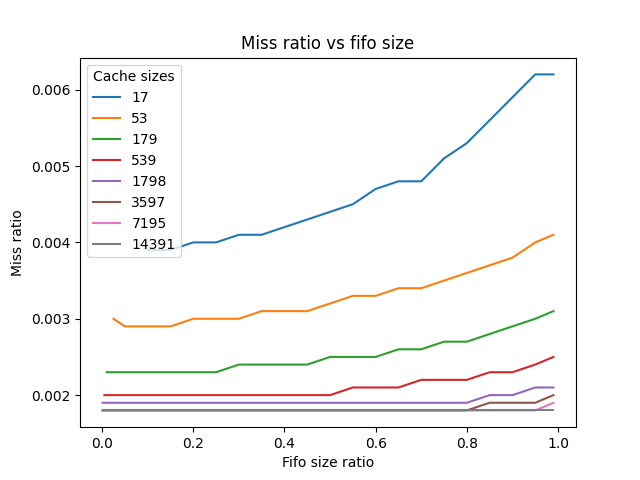 Miss ratio vs fifo size
Cache sizes
17
53
179
539
1798
3597
7195
14391
0.006
0.005
0.004
0.003
0.002
Miss ratio
0.0 0.2 0.4 0.6 0.8 1.0
Fifo size ratio